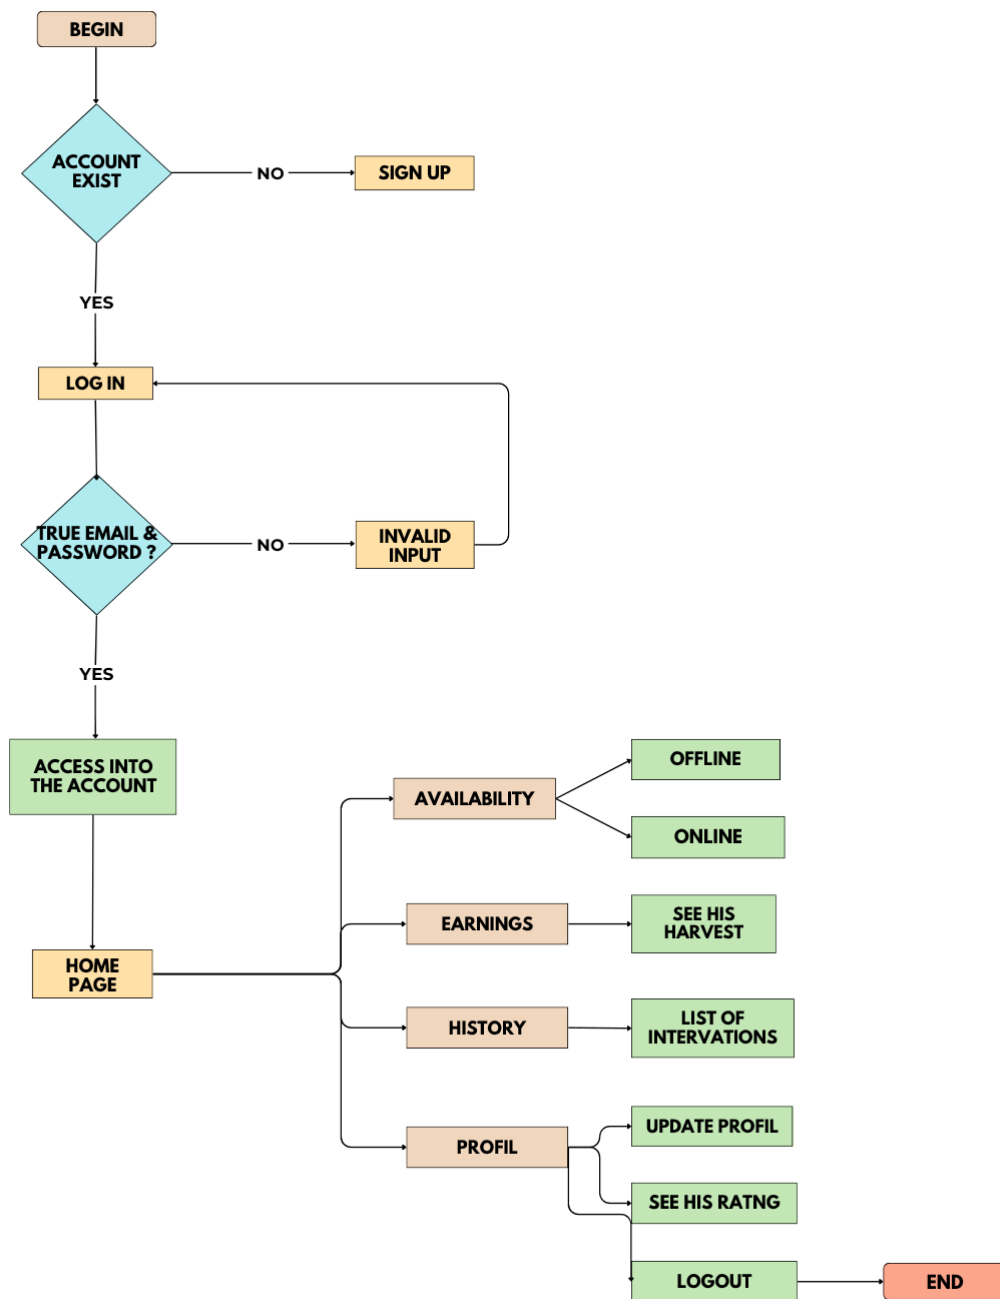 BEGIN
ACCOUNT
EXIST
NO
SIGN UP
YES
LOG IN
TRUE EMAIL &
PASSWORD ?
NO
INVALID
INPUT
YES
ACCESS INTO
THE ACCOUNT
HOME
PAGE
AVAILABILITY
OFFLINE
ONLINE
EARNINGS
SEE HIS
HARVEST
HISTORY
LIST OF
INTERVATIONS
PROFIL
UPDATE PROFIL
SEE HIS RATNG
LOGOUT
END